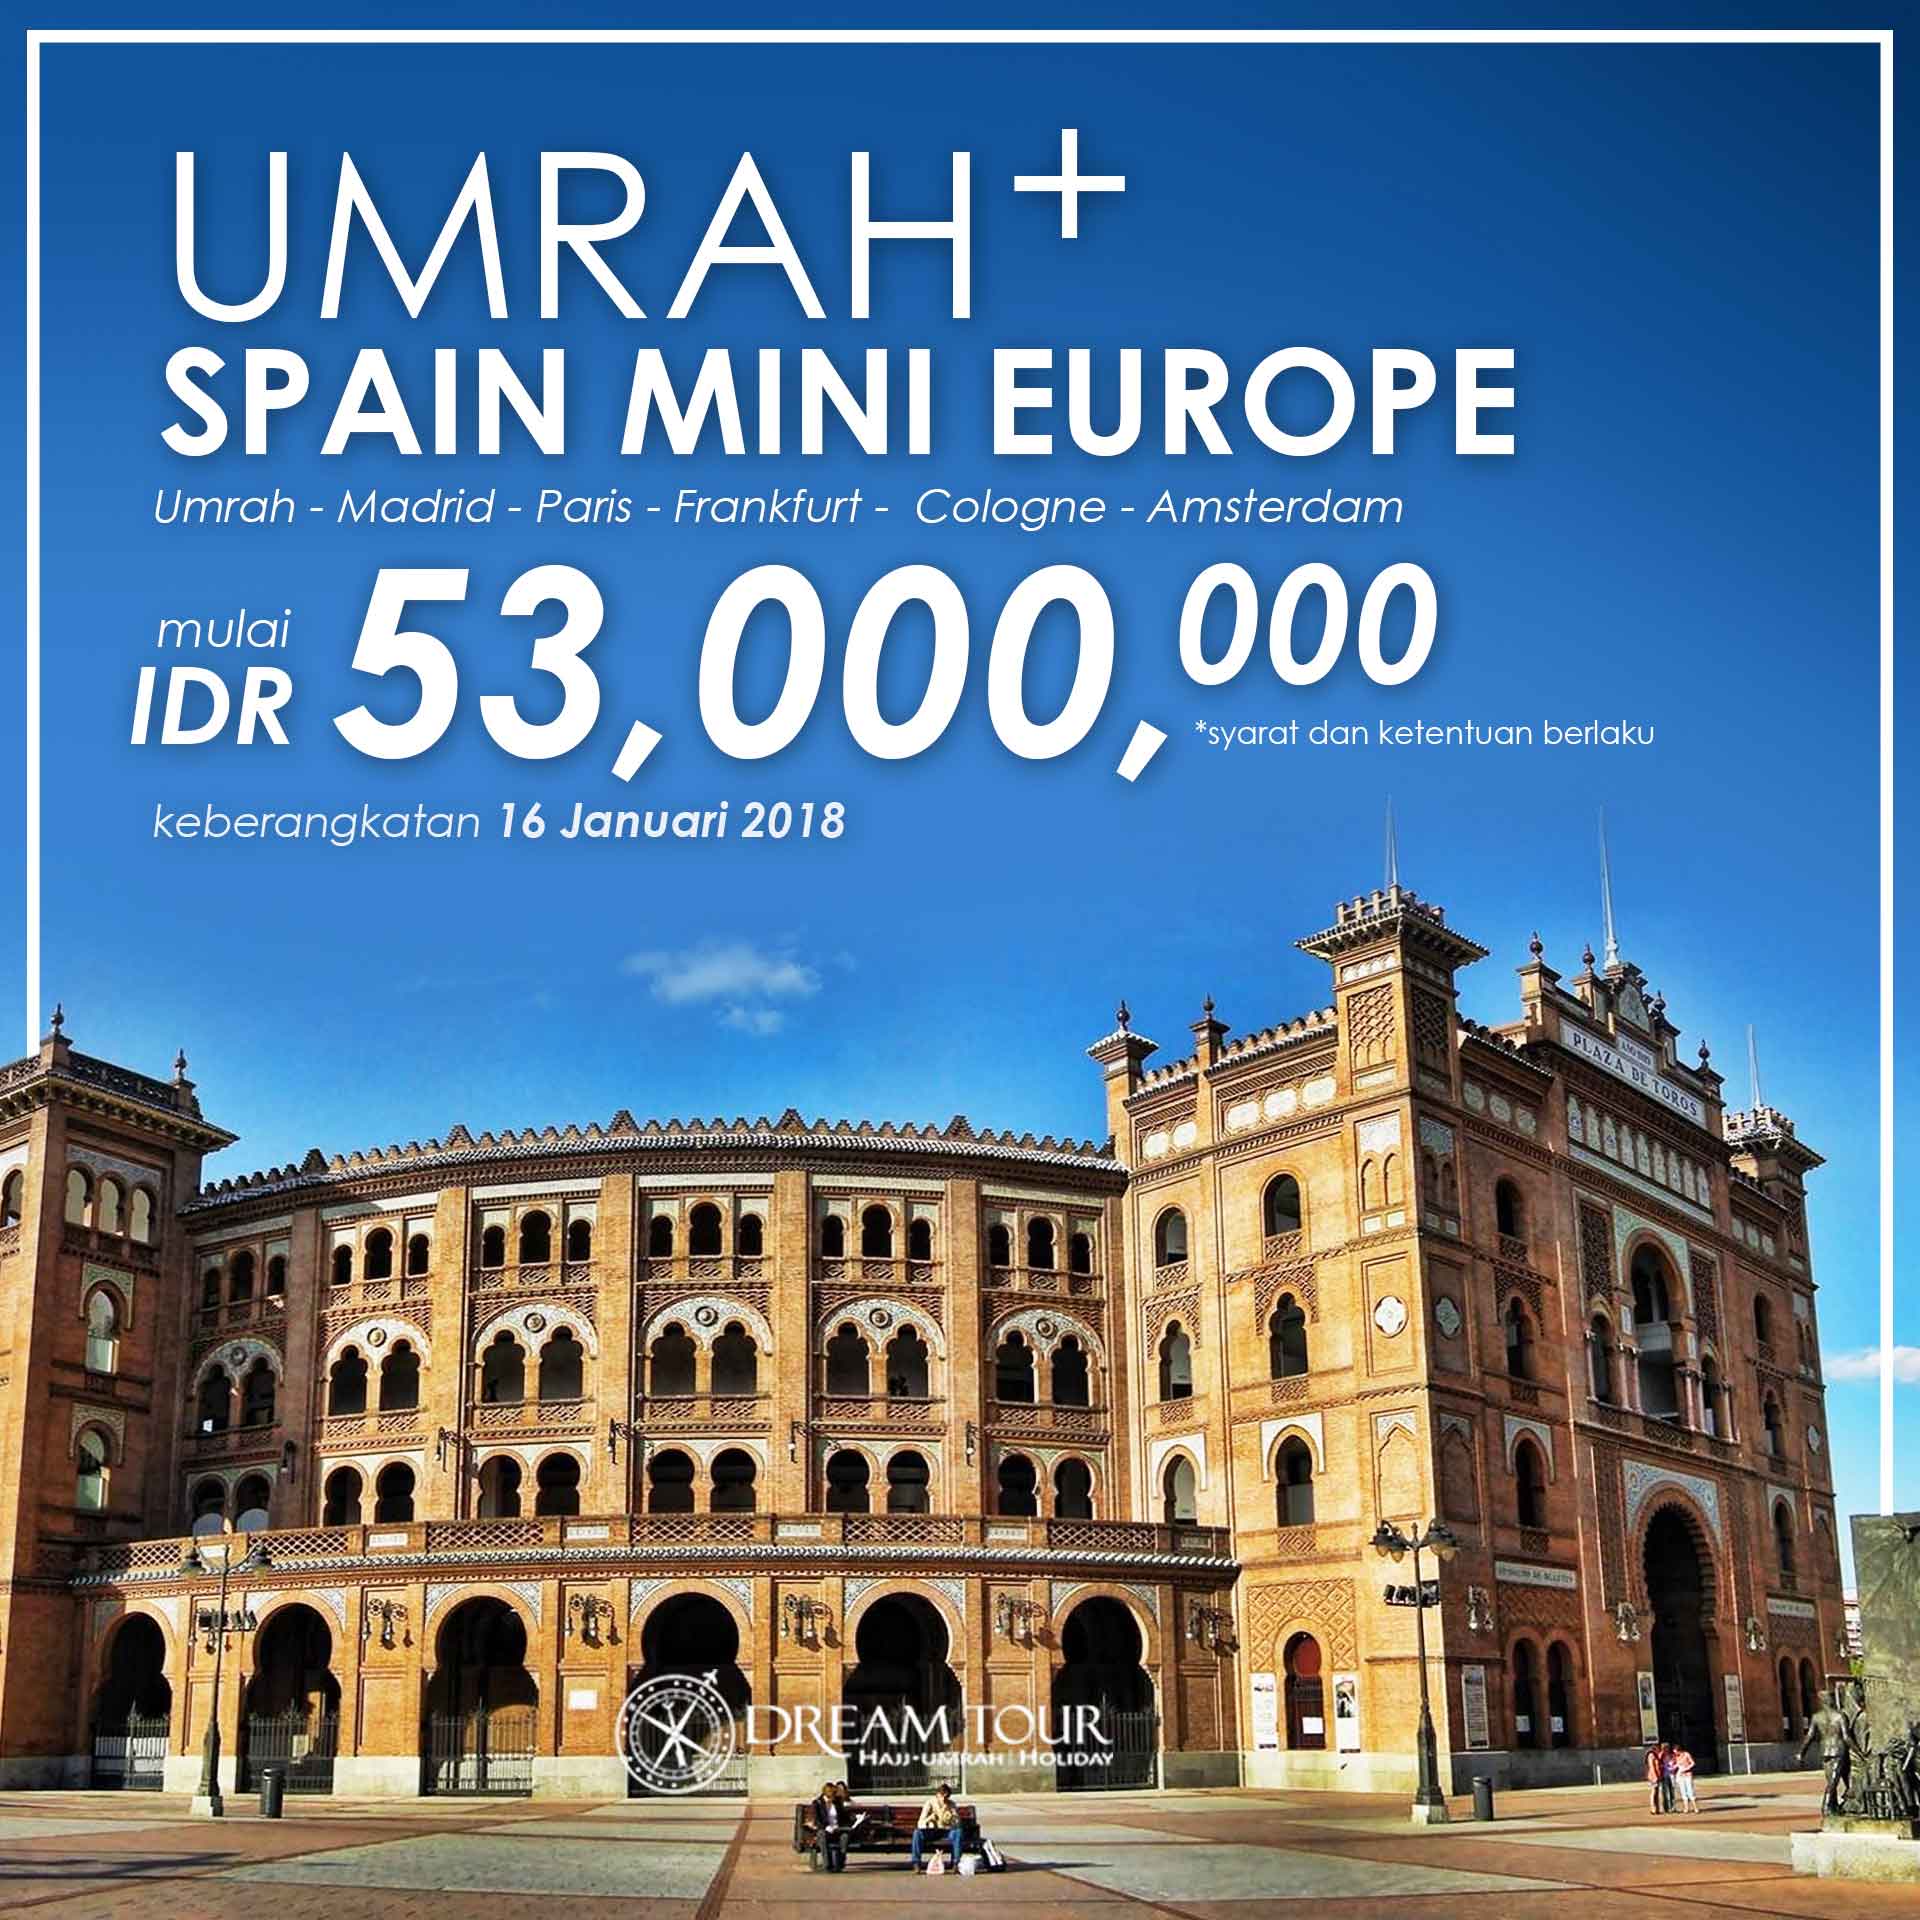 UMRAH+
SPAIN MINI EUROPE
Umrah - Madrid - Paris - Frankfurt - Cologne - Amsterdam
mulai
IDR 53,000,000
*syarat dan ketentuan berlaku
keberangkatan 16 Januari 2018
PLAZA DE TOROS
DREAM TOUR
HAJJ • UMRAH | HOLIDAY